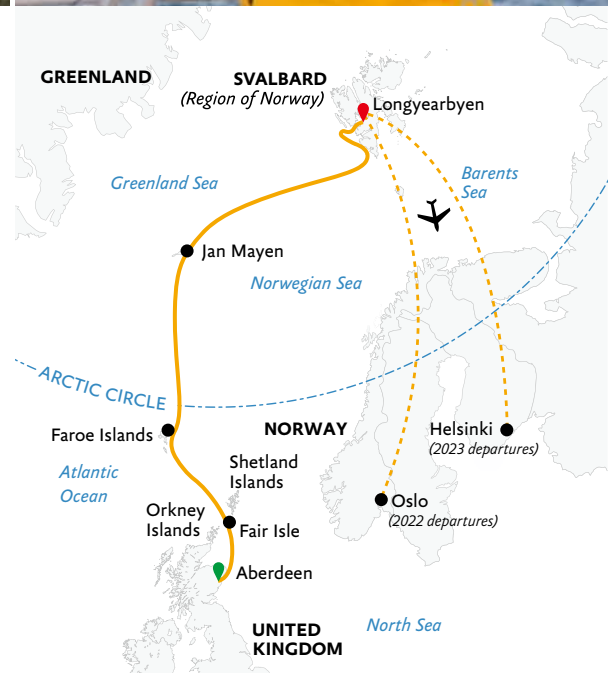 GREENLAND
SVALBARD
(Region of Norway)
Longyearbyen
Greenland Sea
Barents
Sea
Jan Mayen
Norwegian Sea
ARCTIC CIRCLE
Faroe Islands
NORWAY
Helsinki
(2023 departures)
Atlantic
Ocean
Shetland
Islands
Oslo
(2022 departures)
Orkney
Islands
Fair Isle
Aberdeen
UNITED
KINGDOM
North Sea